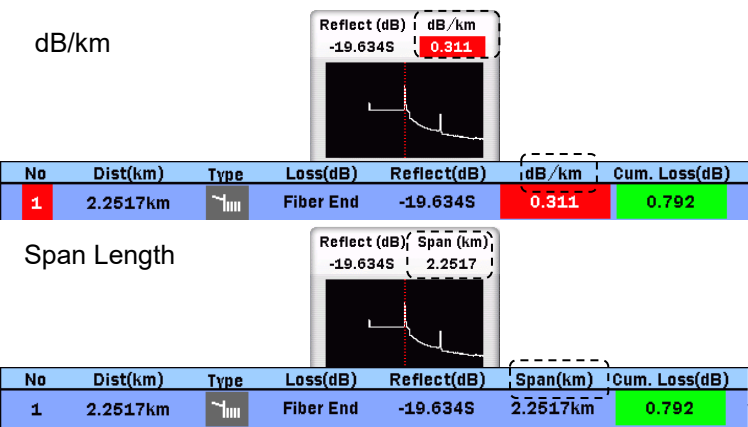 dB/km
Reflect (dB) dB/km
-19.634S 0.311
No Dist(km) Type Loss(dB) Reflect(dB) dB/km Cum. Loss(dB)
1 2.2517km Fiber End -19.634S 0.311 0.792
Span Length
Reflect (dB) Span (km)
-19.634S 2.2517
No Dist(km) Type Loss(dB) Reflect(dB) Span(km) Cum. Loss(dB)
1 2.2517km Fiber End -19.634S 2.2517km 0.792